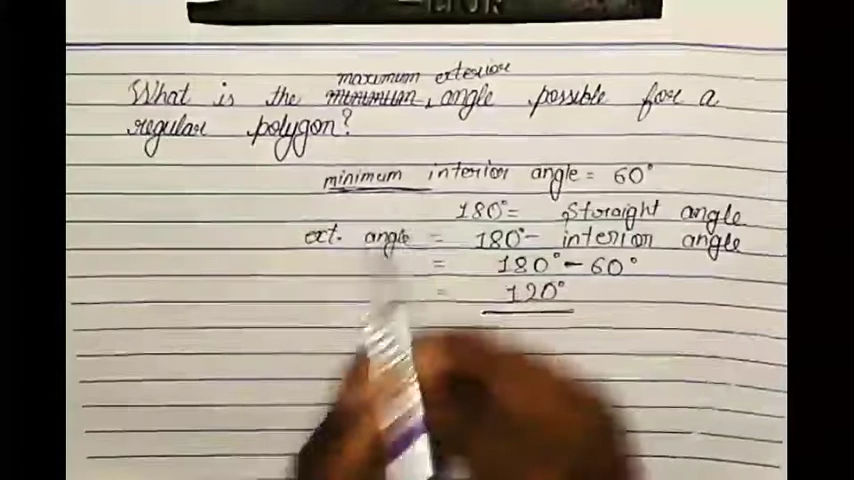 maximum exterior
What is the minimum angle possible for a
regular polygon?
minimum interior angle = 60°
180° = straight angle
ext. angle = 180° - interior angle
= 180° - 60°
= 120°